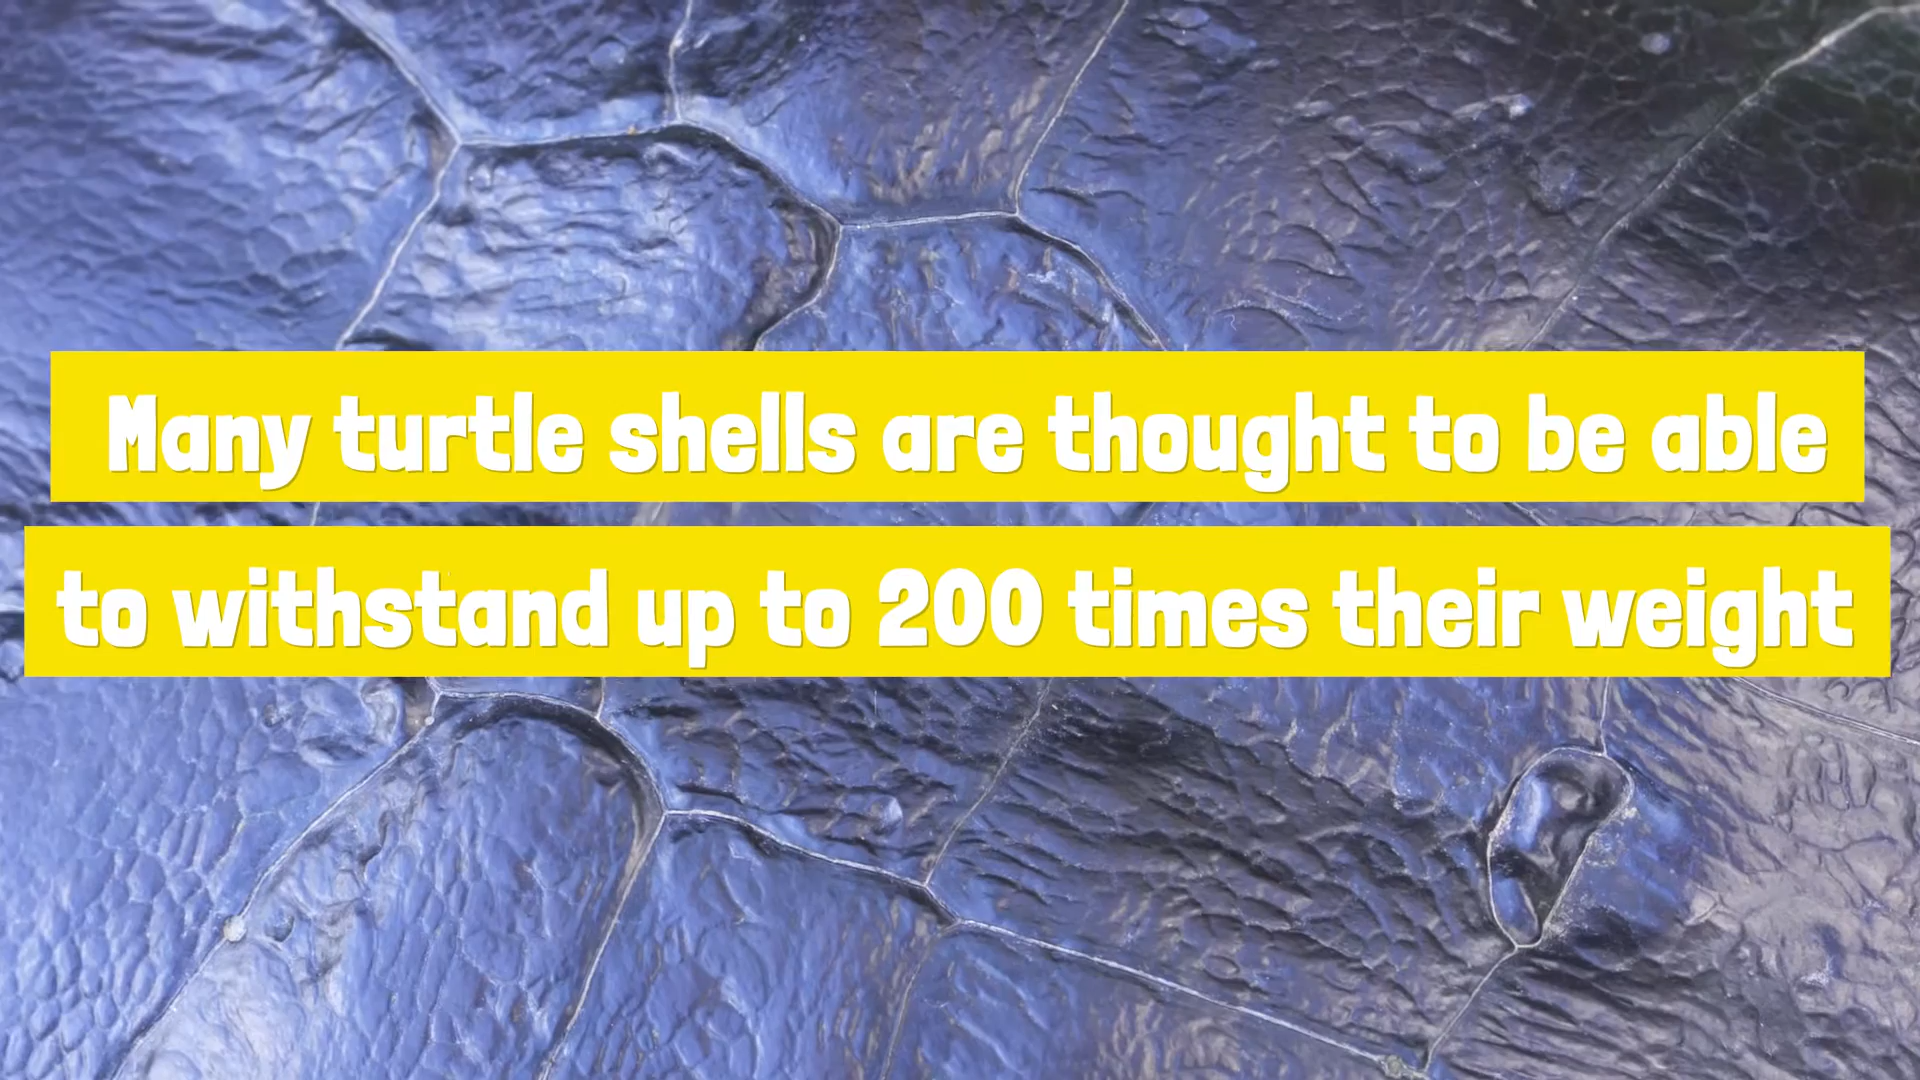 Many turtle shells are thought to be able
to withstand up to 200 times their weight